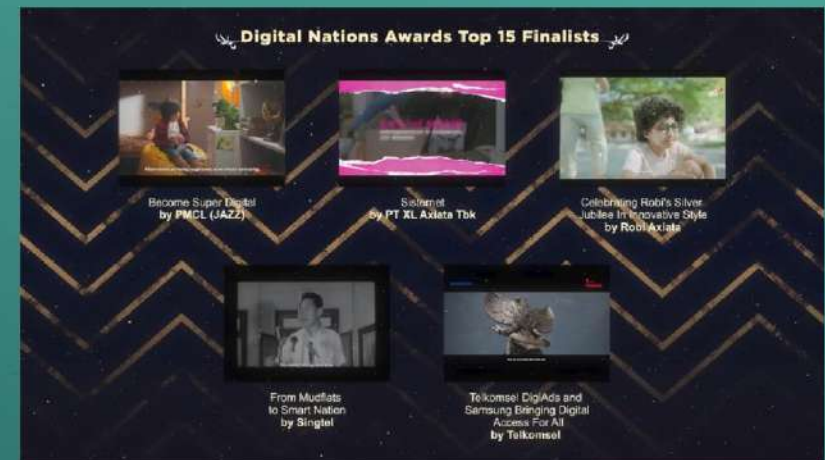 Digital Nations Awards Top 15 Finalists
Become Super Digital
by PMCL (JAZZ)
Sisternet
by PT XL Axiata Tbk
Celebrating Robi's Silver
Jubilee In Innovative Style
by Robi Axiata
From Mudflats
to Smart Nation
by Singtel
Telkomsel DigiAds and
Samsung Bringing Digital
Access For All
by Telkomsel